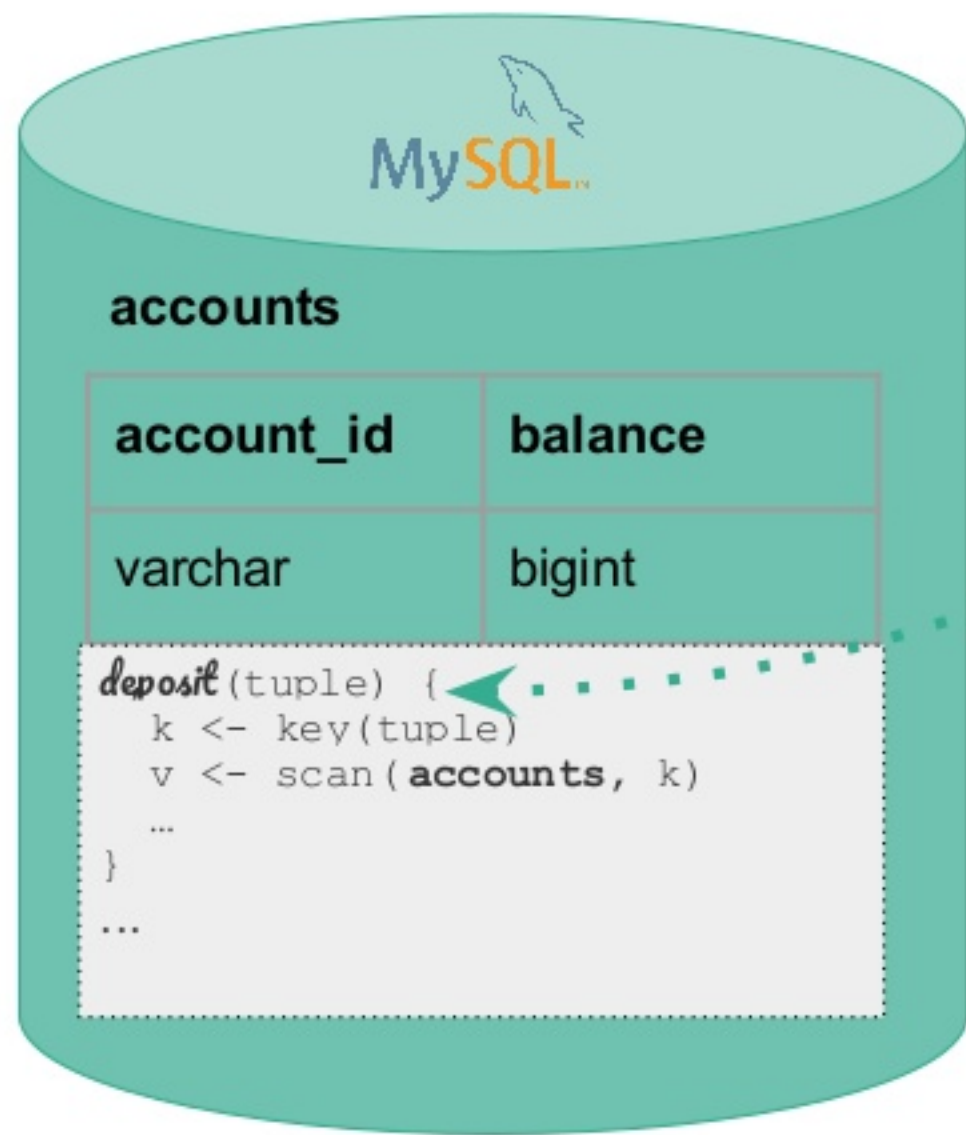 MySQL
accounts
account_id balance
varchar bigint
deposit(tuple) {
k <- key(tuple)
v <- scan(accounts, k)
…
}
...